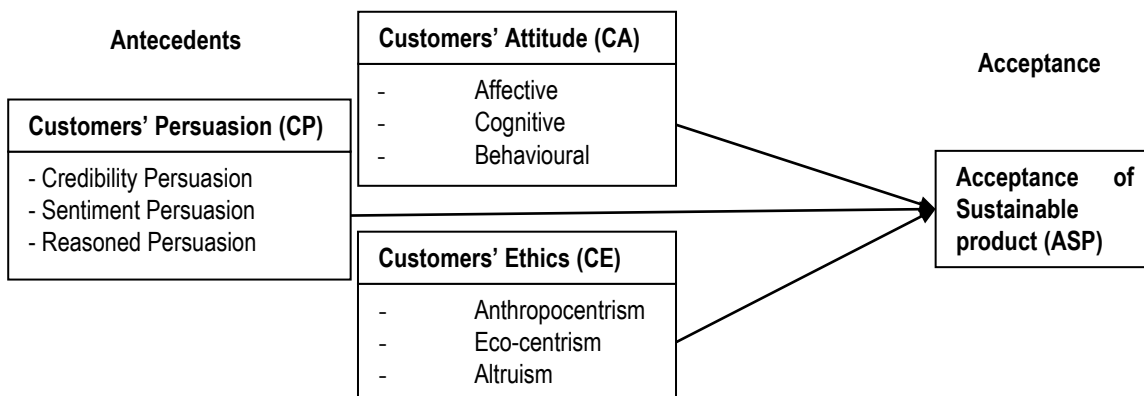 Antecedents
Customers’ Persuasion (CP)
- Credibility Persuasion
- Sentiment Persuasion
- Reasoned Persuasion
Customers’ Attitude (CA)
- Affective
- Cognitive
- Behavioural
Customers’ Ethics (CE)
- Anthropocentrism
- Eco-centrism
- Altruism
Acceptance
Acceptance of
Sustainable
product (ASP)